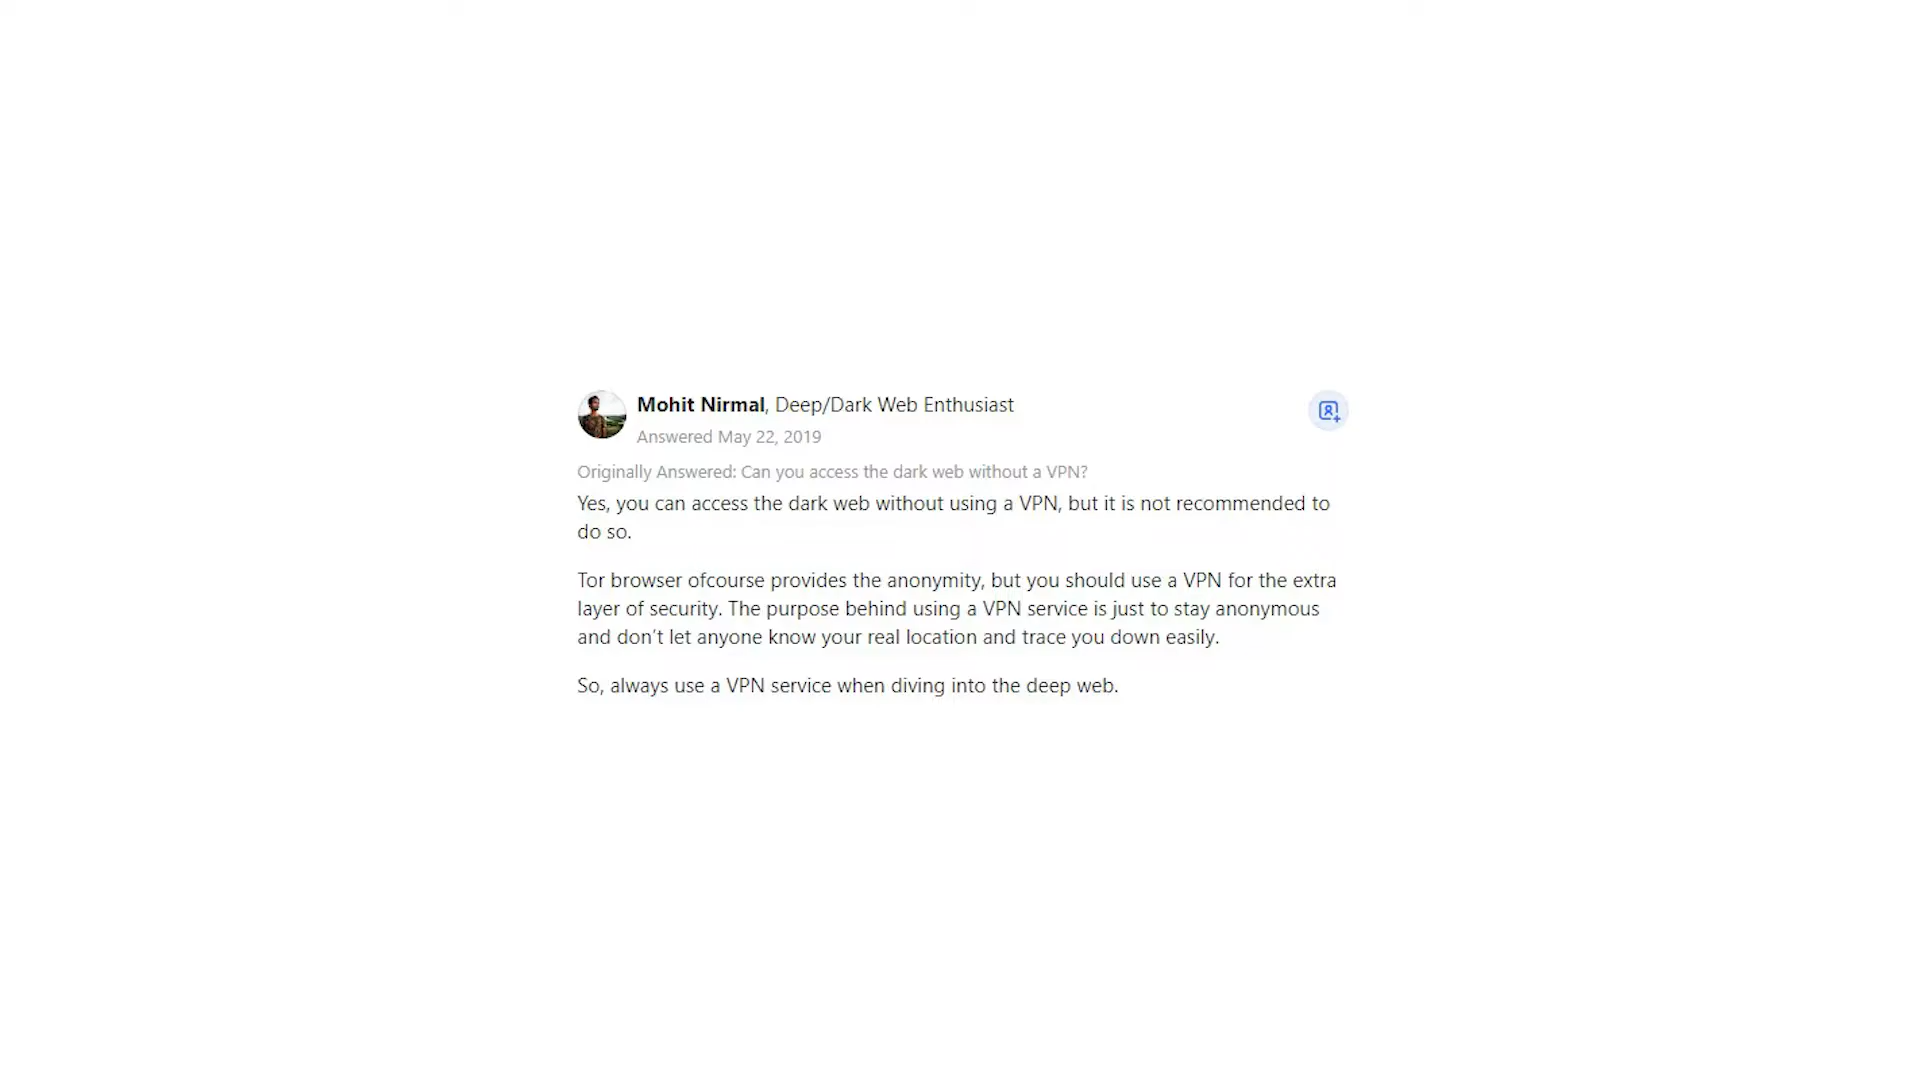 Mohit Nirmal, Deep/Dark Web Enthusiast
Answered May 22, 2019
Originally Answered: Can you access the dark web without a VPN?
Yes, you can access the dark web without using a VPN, but it is not recommended to
do so.
Tor browser ofcourse provides the anonymity, but you should use a VPN for the extra
layer of security. The purpose behind using a VPN service is just to stay anonymous
and don’t let anyone know your real location and trace you down easily.
So, always use a VPN service when diving into the deep web.